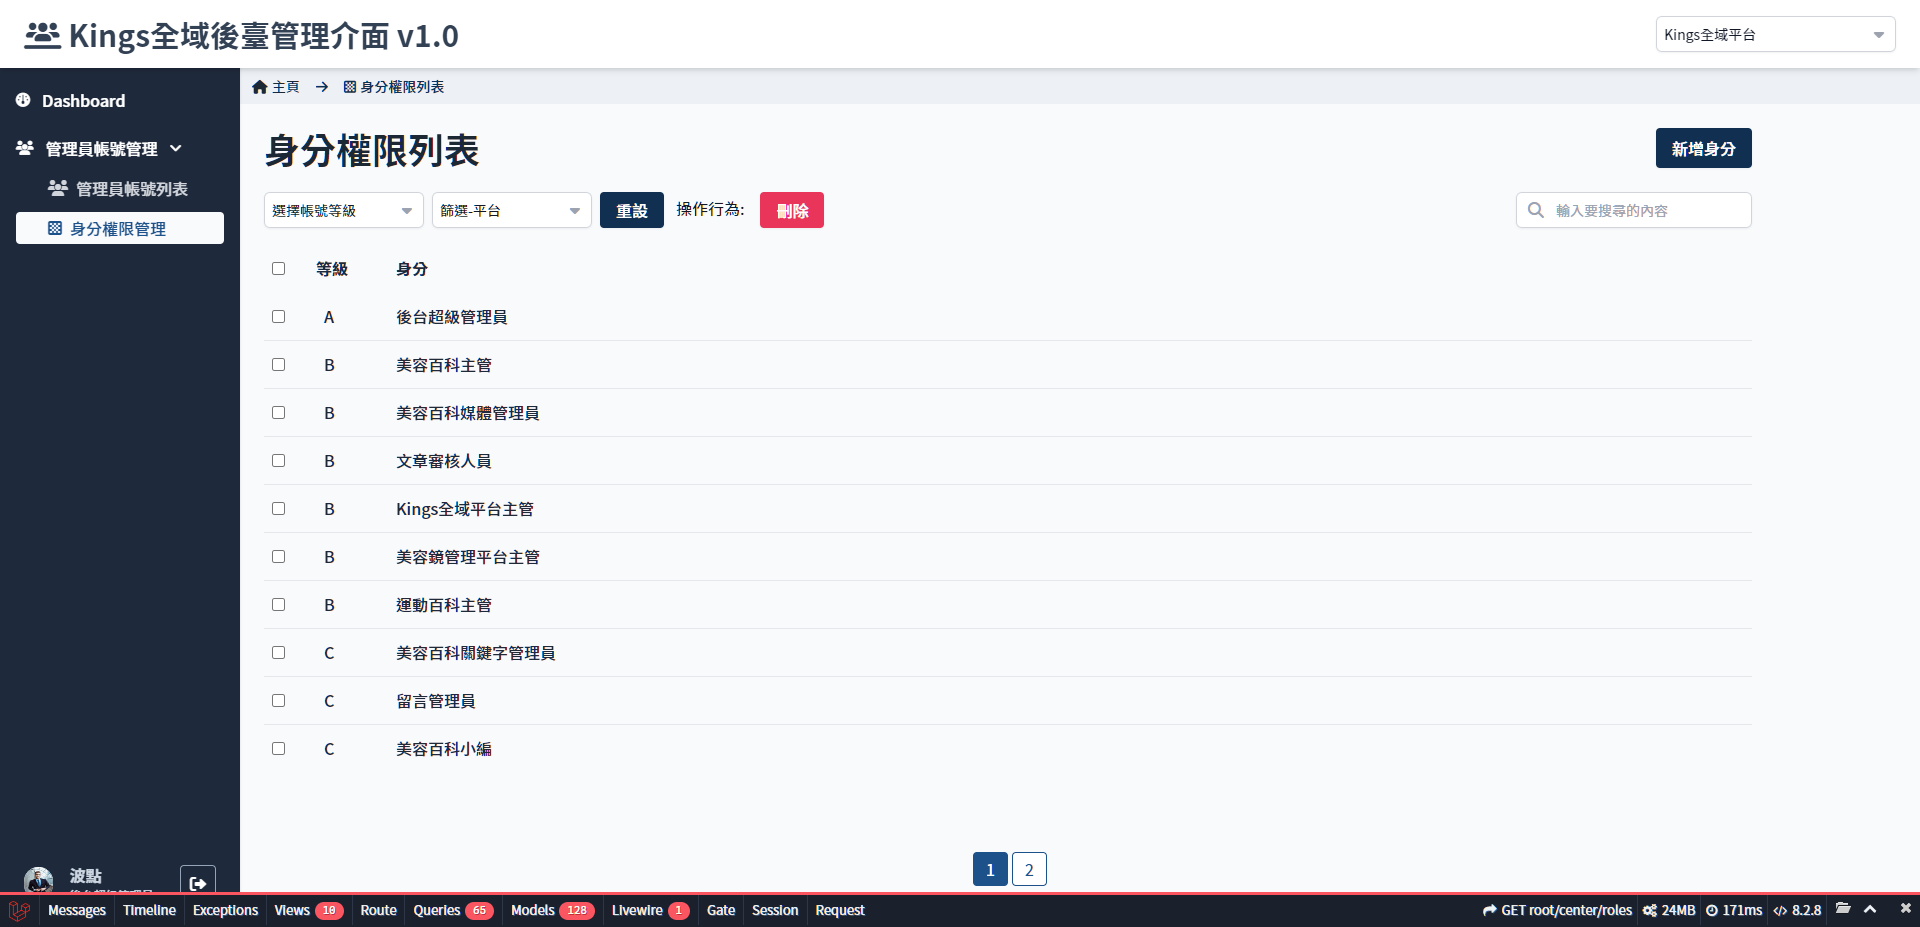 Kings全域後臺管理介面 v1.0
Kings全域平台
Dashboard
管理員帳號管理
管理員帳號列表
身分權限管理
主頁 → 身分權限列表
身分權限列表
新增身分
選擇帳號等級 篩選-平台 重設 操作行為: 刪除 輸入要搜尋的內容
等級 身分
A 後台超級管理員
B 美容百科主管
B 美容百科媒體管理員
B 文章審核人員
B Kings全域平台主管
B 美容鏡管理平台主管
B 運動百科主管
C 美容百科關鍵字管理員
C 留言管理員
C 美容百科小編
1 2
波點
Messages Timeline Exceptions Views 10 Route Queries 65 Models 128 Livewire 1 Gate Session Request GET root/center/roles 24MB 171ms 8.2.8